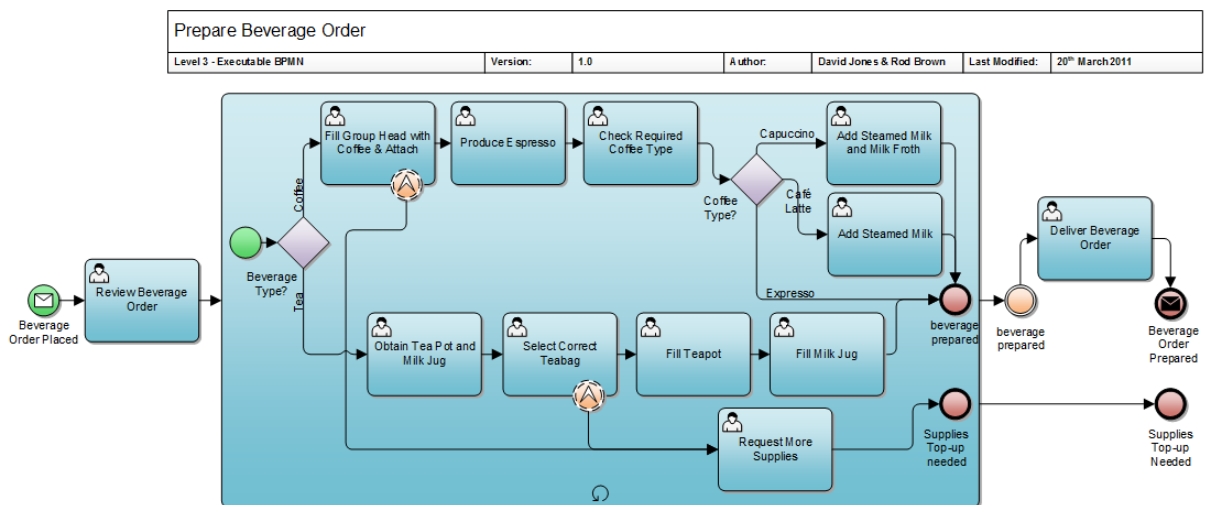 Prepare Beverage Order
Level 3 - Executable BPMN
Version:
1.0
Author:
David Jones & Rod Brown
Last Modified:
20th March 2011
Fill Group Head with
Coffee & Attach
Produce Espresso
Check Required
Coffee Type
Capuccino
Add Steamed Milk
and Milk Froth
Coffee
Coffee
Type?
Café
Latte
Add Steamed Milk
Deliver Beverage
Order
Beverage
Type?
Tea
Review Beverage
Order
Beverage
Order Placed
Expresso
beverage
prepared
beverage
prepared
Beverage
Order
Prepared
Obtain Tea Pot and
Milk Jug
Select Correct
Teabag
Fill Teapot
Fill Milk Jug
Request More
Supplies
Supplies
Top-up
needed
Supplies
Top-up
Needed